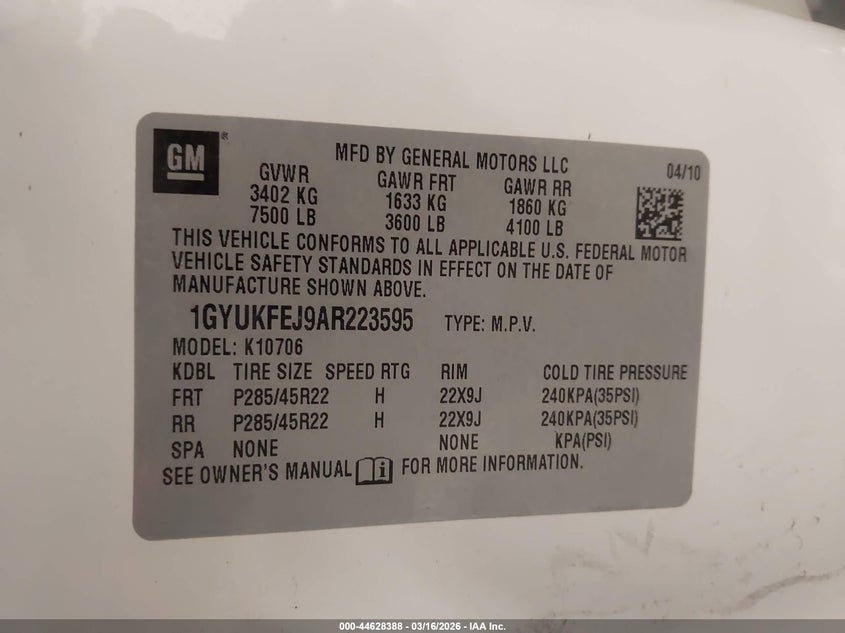 GM®
MFD BY GENERAL MOTORS LLC
04/10
GVWR GAWR FRT GAWR RR
3402 KG 1633 KG 1860 KG
7500 LB 3600 LB 4100 LB
THIS VEHICLE CONFORMS TO ALL APPLICABLE U.S. FEDERAL MOTOR
VEHICLE SAFETY STANDARDS IN EFFECT ON THE DATE OF
MANUFACTURE SHOWN ABOVE.
1GYUKFEJ9AR223595 TYPE: M.P.V.
MODEL: K10706
KDBL TIRE SIZE SPEED RTG RIM COLD TIRE PRESSURE
FRT P285/45R22 H 22X9J 240KPA(35PSI)
RR P285/45R22 H 22X9J 240KPA(35PSI)
SPA NONE NONE KPA(PSI)
SEE OWNER'S MANUAL i FOR MORE INFORMATION.
000-44628388 - 03/16/2026 - IAA Inc.